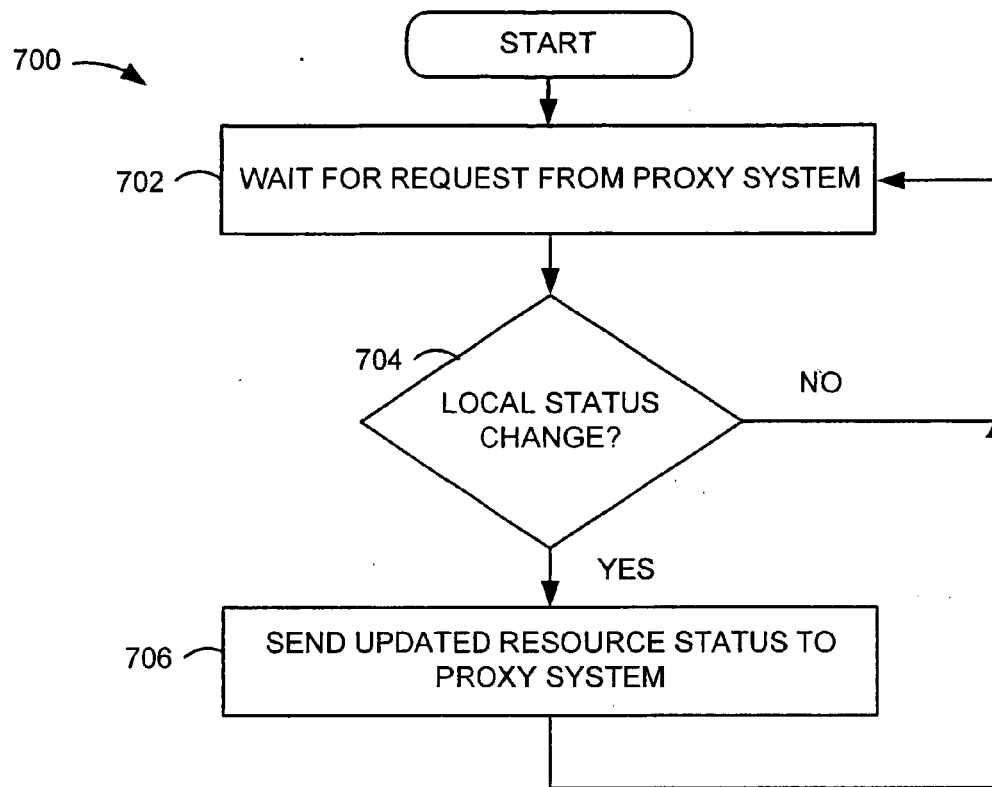 START
700
702
WAIT FOR REQUEST FROM PROXY SYSTEM
704
LOCAL STATUS
CHANGE?
NO
YES
706
SEND UPDATED RESOURCE STATUS TO
PROXY SYSTEM